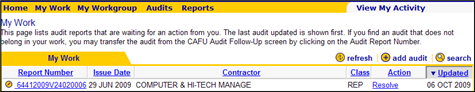 Home My Work My Workgroup Audits Reports View My Activity
My Work
This page lists audit reports that are waiting for an action from you. The last audit updated is shown first. If you find an audit that does not
belong in your work, you may transfer the audit from the CAFU Audit Follow-Up screen by clicking on the Audit Report Number.
My Work refresh add audit search
Report Number Issue Date Contractor Class Action Updated
64412009V24020006 29 JUN 2009 COMPUTER & HI-TECH MANAGE REP Resolve 06 OCT 2009